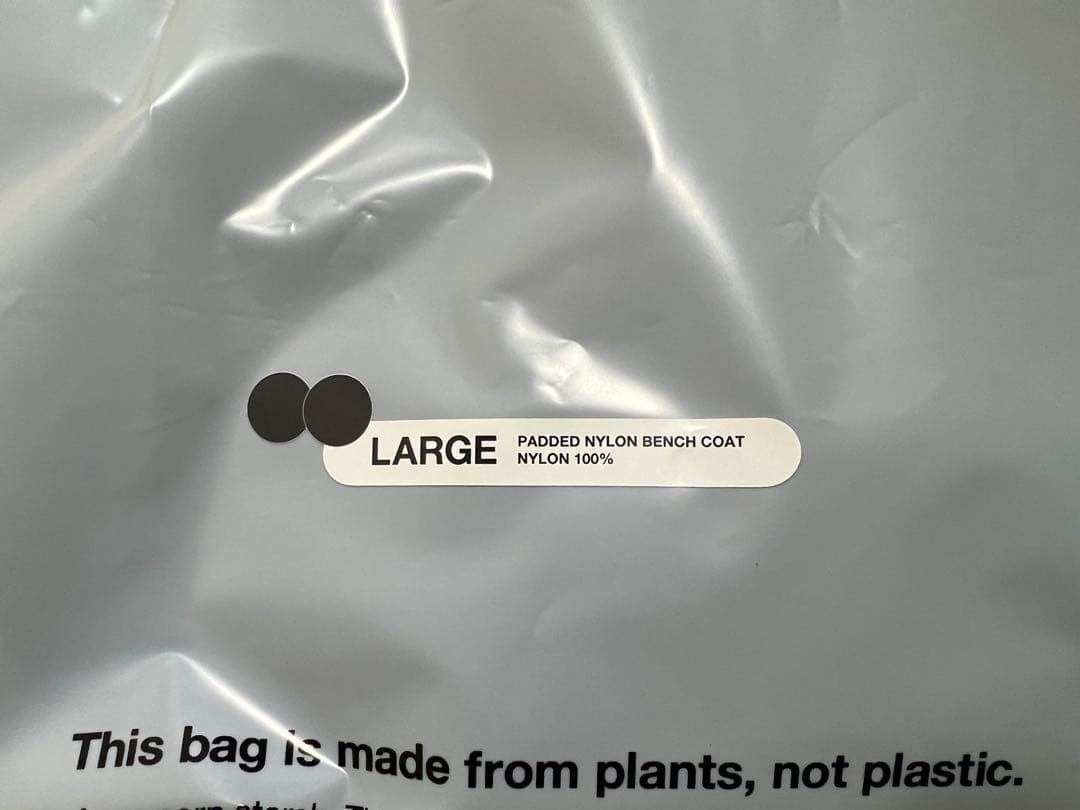 LARGE PADDED NYLON BENCH COAT
NYLON 100%
This bag is made from plants, not plastic.